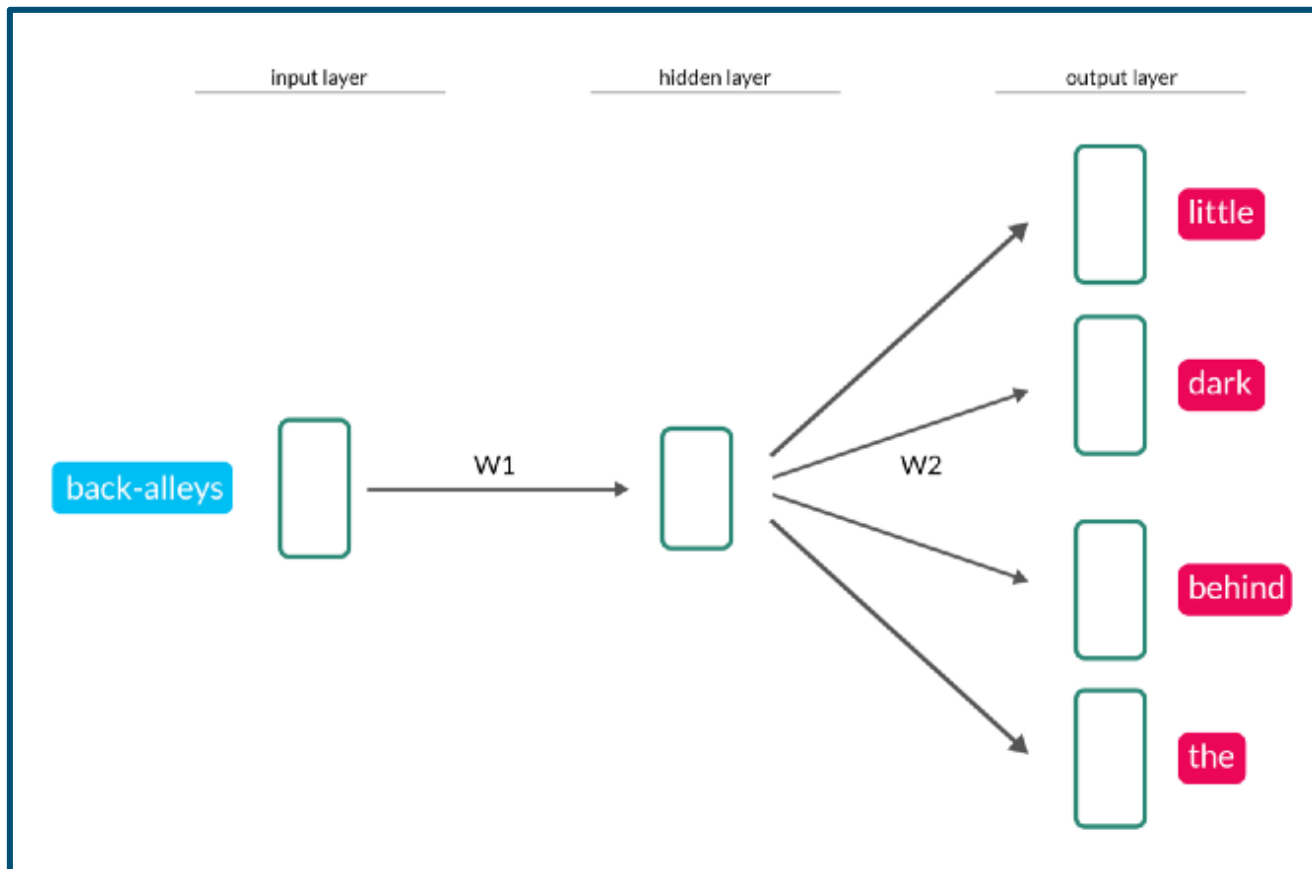 input layer
hidden layer
output layer
little
dark
back-alleys
W1
W2
behind
the